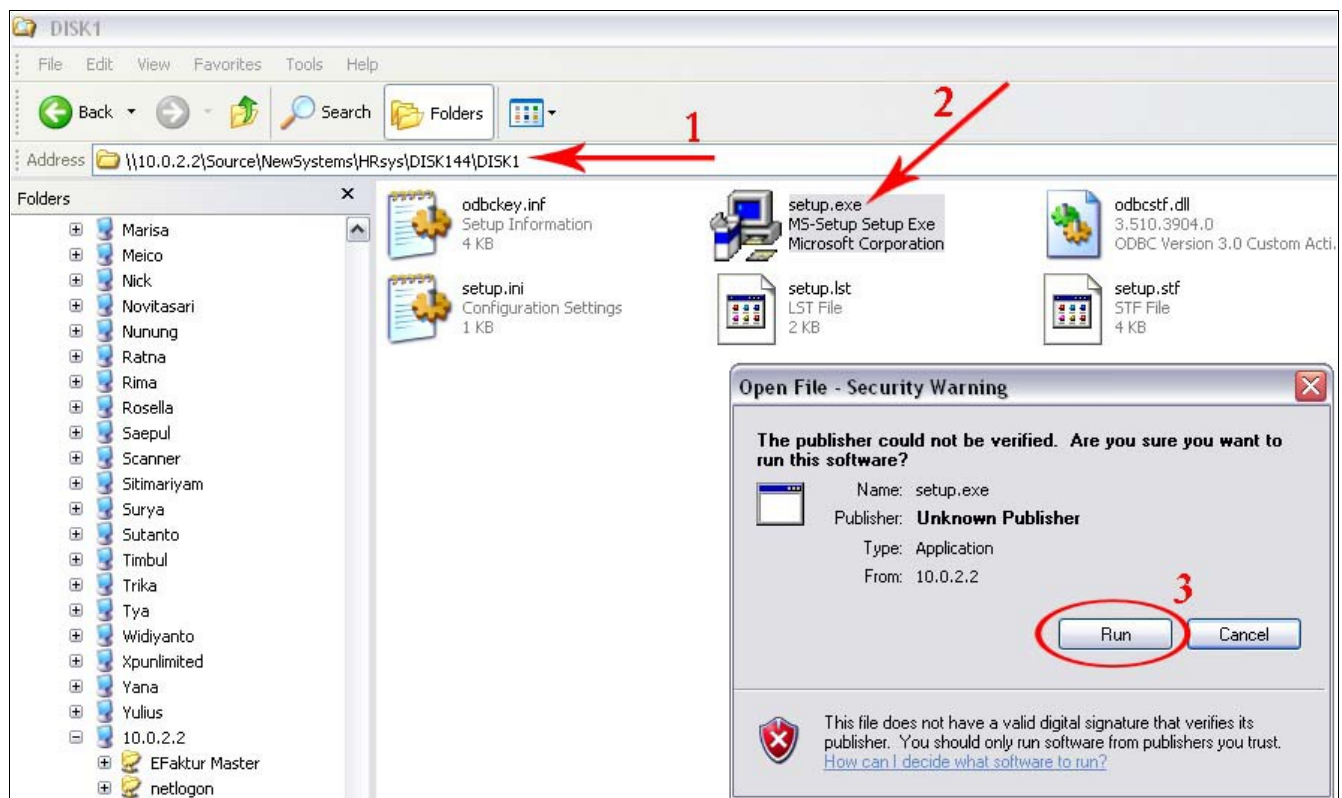 DISK1
File Edit View Favorites Tools Help
Back Search Folders
1
2
Address \\10.0.2.2\Source\NewSystems\HRsys\DISK144\DISK1
Folders
Marisa
Meico
Nick
Novitasari
Nunung
Ratna
Rima
Rosella
Saepul
Scanner
Sitimariyam
Surya
Sutanto
Timbul
Trika
Tya
Widiyanto
Xpunlimited
Yana
Yulius
10.0.2.2
EFaktur Master
netlogon
odbckey.inf
Setup Information
4 KB
setup.exe
MS-Setup Setup Exe
Microsoft Corporation
odbcstf.dll
3.510.3904.0
ODBC Version 3.0 Custom Acti.
setup.ini
Configuration Settings
1 KB
setup.lst
LST File
2 KB
setup.stf
STF File
4 KB
Open File - Security Warning
The publisher could not be verified. Are you sure you want to
run this software?
Name: setup.exe
Publisher: Unknown Publisher
Type: Application
From: 10.0.2.2
3
Run Cancel
This file does not have a valid digital signature that verifies its
publisher. You should only run software from publishers you trust.
How can I decide what software to run?